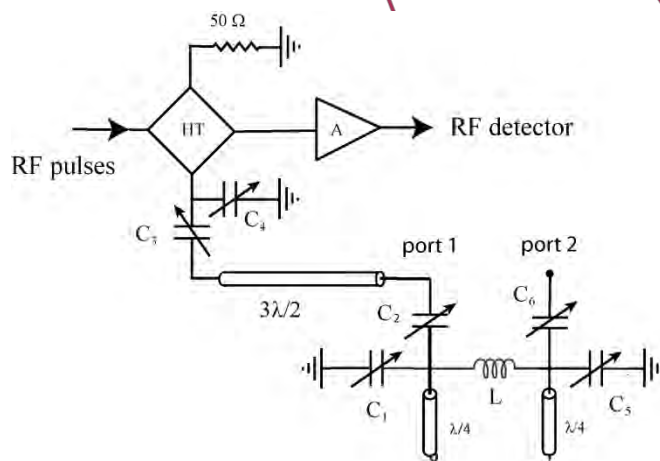 50 Ω
HT
A
RF pulses
RF detector
C3
C4
port 1
port 2
3λ/2
C2
C6
C1
L
C5
λ/4
λ/4